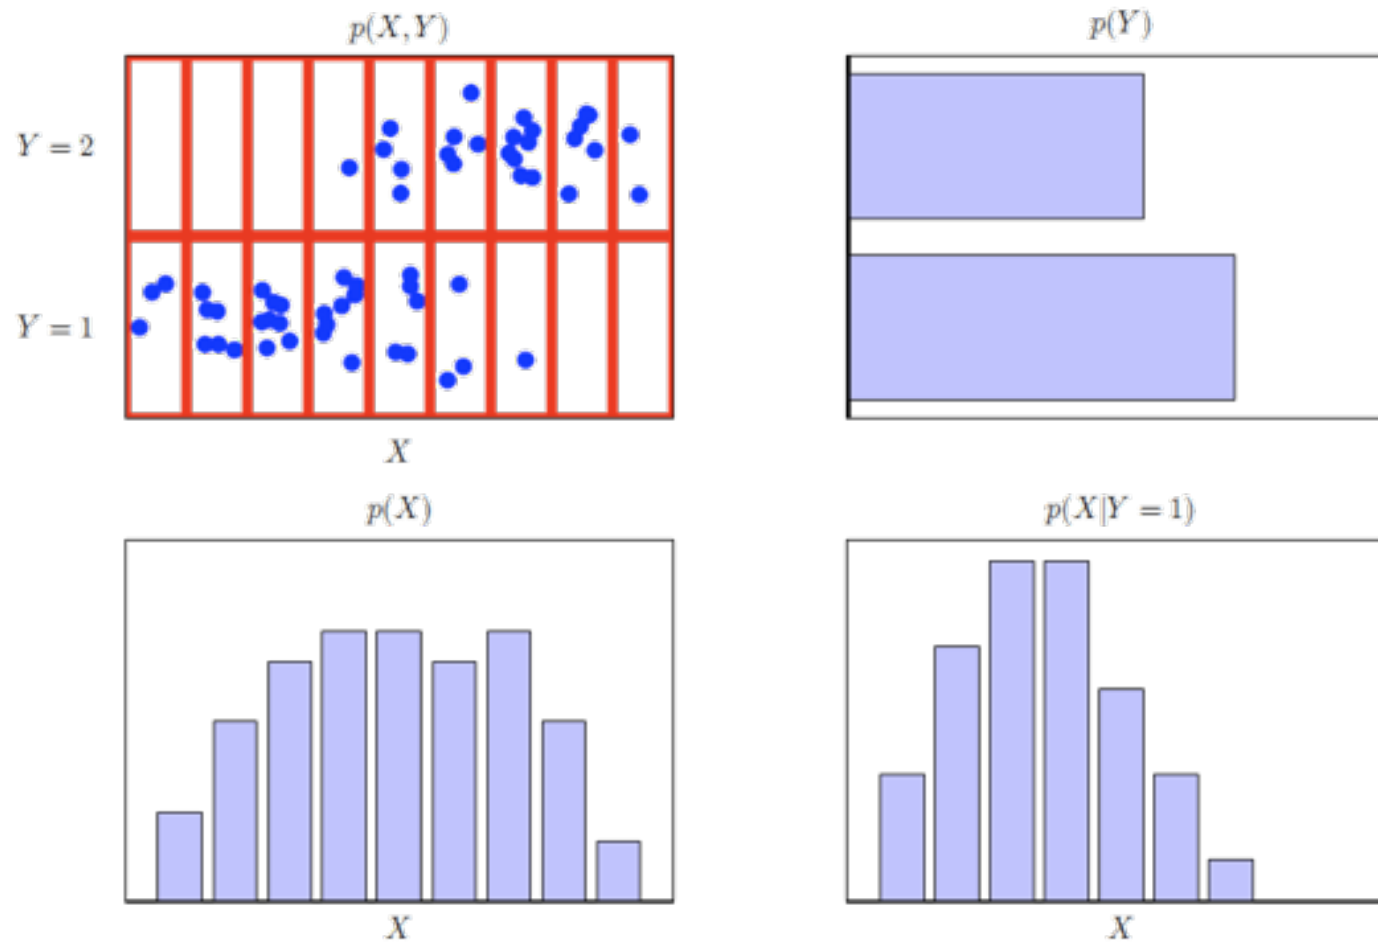 p(X, Y)
Y = 2
Y = 1
X
p(Y)
p(X)
X
p(X|Y = 1)
X